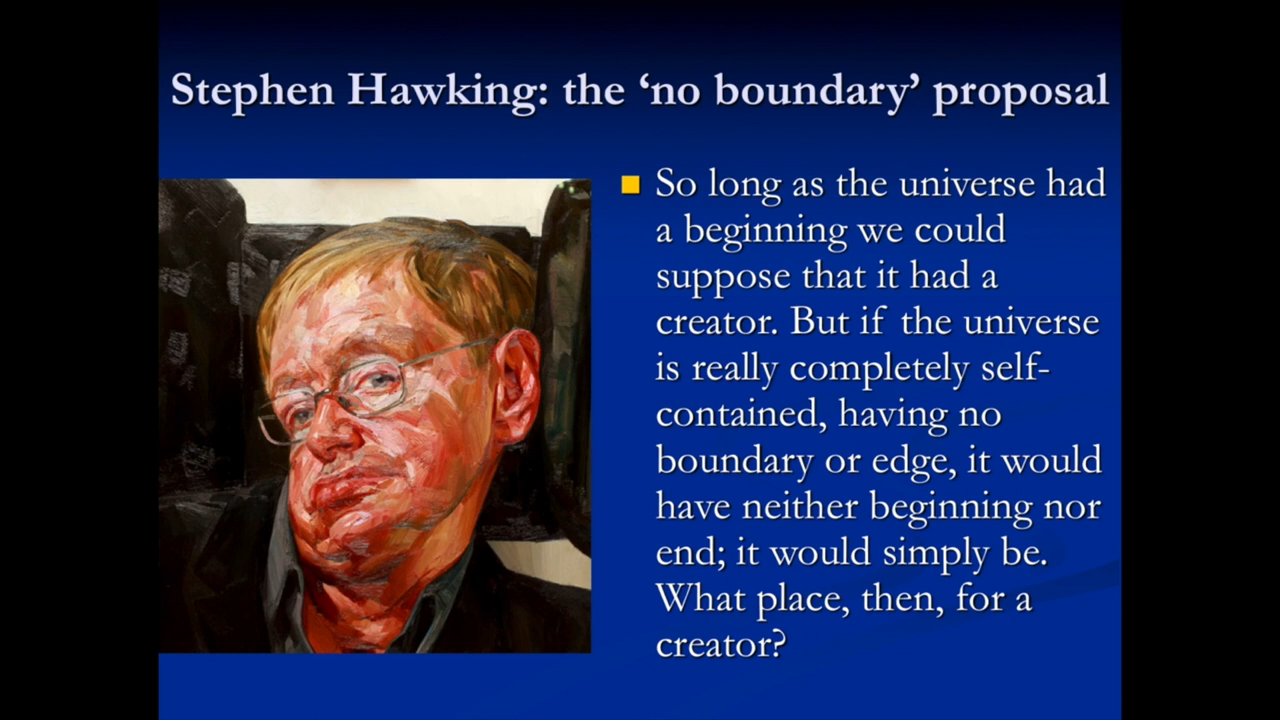 Stephen Hawking: the ‘no boundary’ proposal
So long as the universe had
a beginning we could
suppose that it had a
creator. But if the universe
is really completely self-
contained, having no
boundary or edge, it would
have neither beginning nor
end; it would simply be.
What place, then, for a
creator?